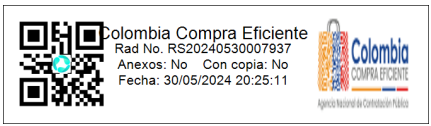 Colombia Compra Eficiente
Rad No. RS20240530007937
Anexos: No Con copia: No
Fecha: 30/05/2024 20:25:11
Colombia
COMPRA EFICIENTE
Agencia Nacional de Contratación Pública